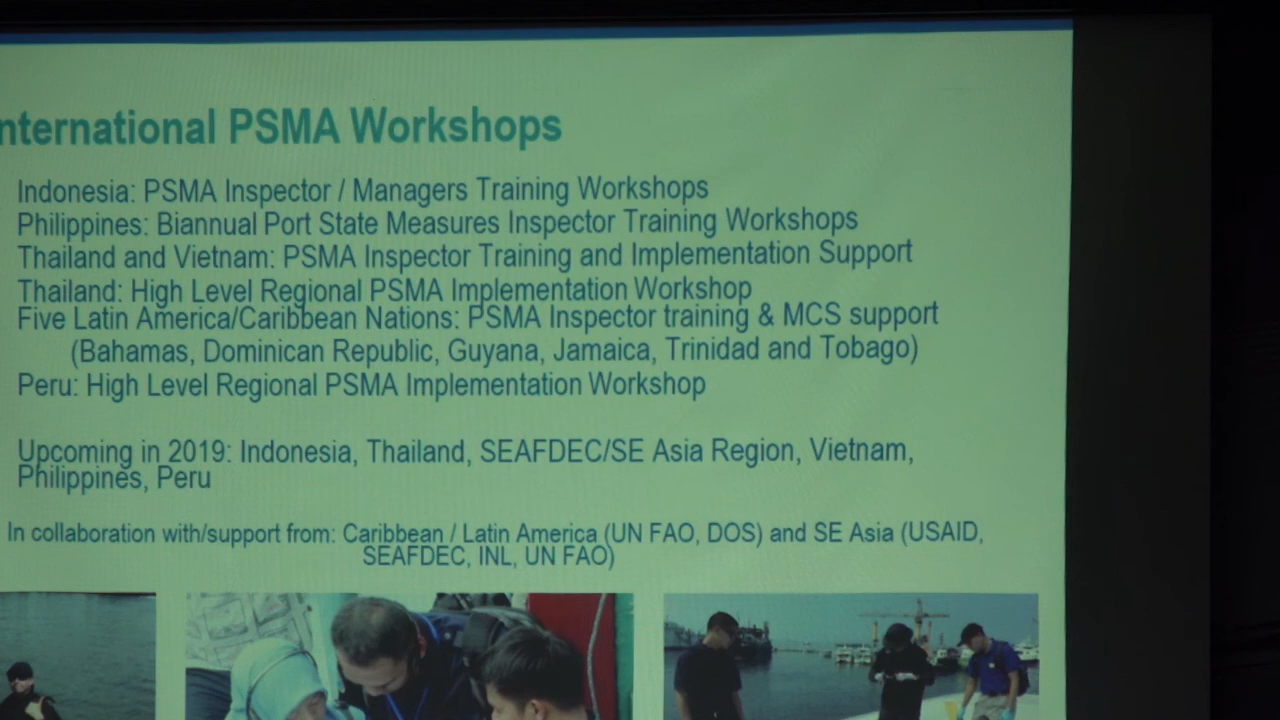 nternational PSMA Workshops
Indonesia: PSMA Inspector / Managers Training Workshops
Philippines: Biannual Port State Measures Inspector Training Workshops
Thailand and Vietnam: PSMA Inspector Training and Implementation Support
Thailand: High Level Regional PSMA Implementation Workshop
Five Latin America/Caribbean Nations: PSMA Inspector training & MCS support
(Bahamas, Dominican Republic, Guyana, Jamaica, Trinidad and Tobago)
Peru: High Level Regional PSMA Implementation Workshop
Upcoming in 2019: Indonesia, Thailand, SEAFDEC/SE Asia Region, Vietnam,
Philippines, Peru
In collaboration with/support from: Caribbean / Latin America (UN FAO, DOS) and SE Asia (USAID,
SEAFDEC, INL, UN FAO)